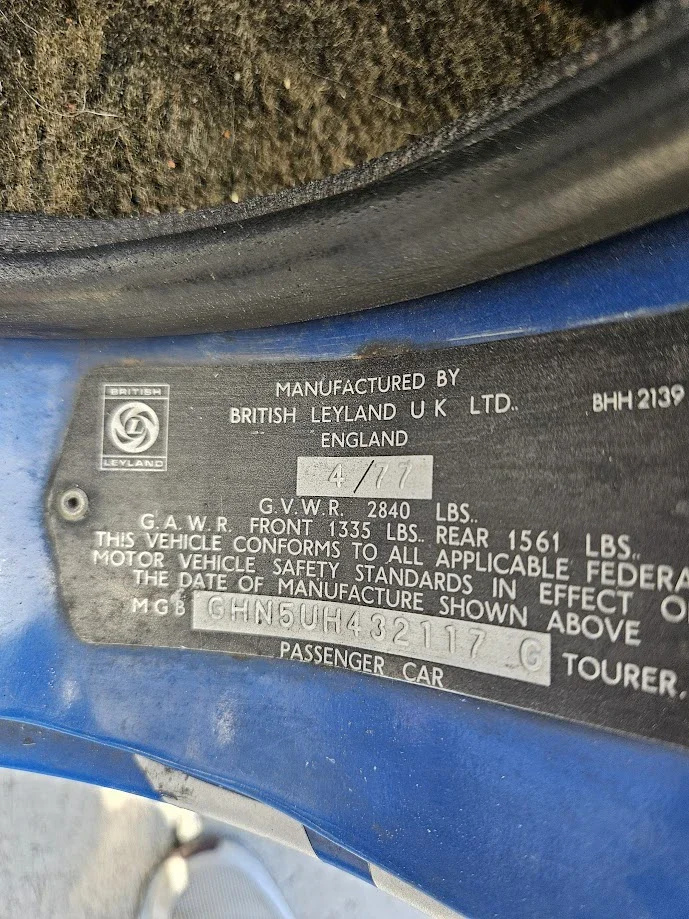 BRITISH
L
LEYLAND
MANUFACTURED BY
BRITISH LEYLAND U K LTD..
BHH 2139
ENGLAND
4/77
G.V.W.R. 2840 LBS..
G.A.W.R. FRONT 1335 LBS.. REAR 1561 LBS..
THIS VEHICLE CONFORMS TO ALL APPLICABLE FEDERA
MOTOR VEHICLE SAFETY STANDARDS IN EFFECT O
THE DATE OF MANUFACTURE SHOWN ABOVE
MGB GHN5UH432117 G TOURER.
PASSENGER CAR